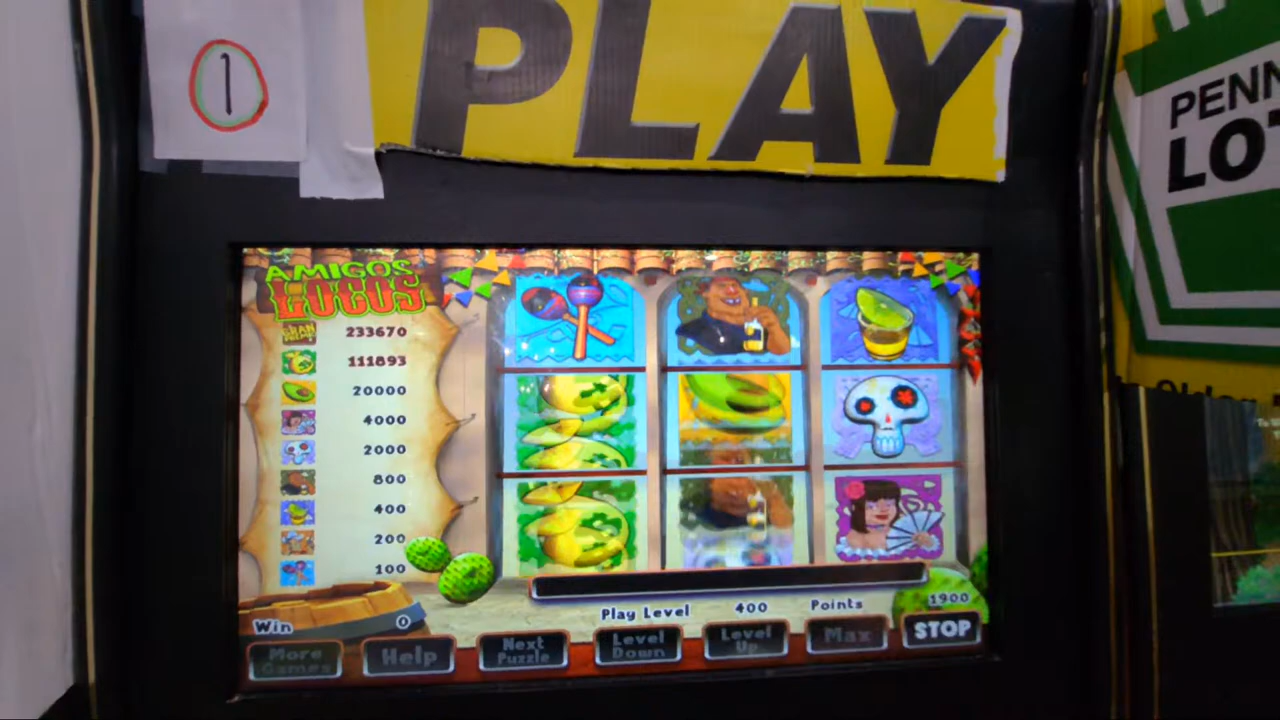 1
PLAY
PENN
LOT
AMIGOS
LOCOS
GRAN
233670
111893
20000
4000
2000
800
400
200
100
Win 0
Play Level 400 Points 1900
More Games
Help
Next Puzzle
Level Down
Level Up
Max
STOP